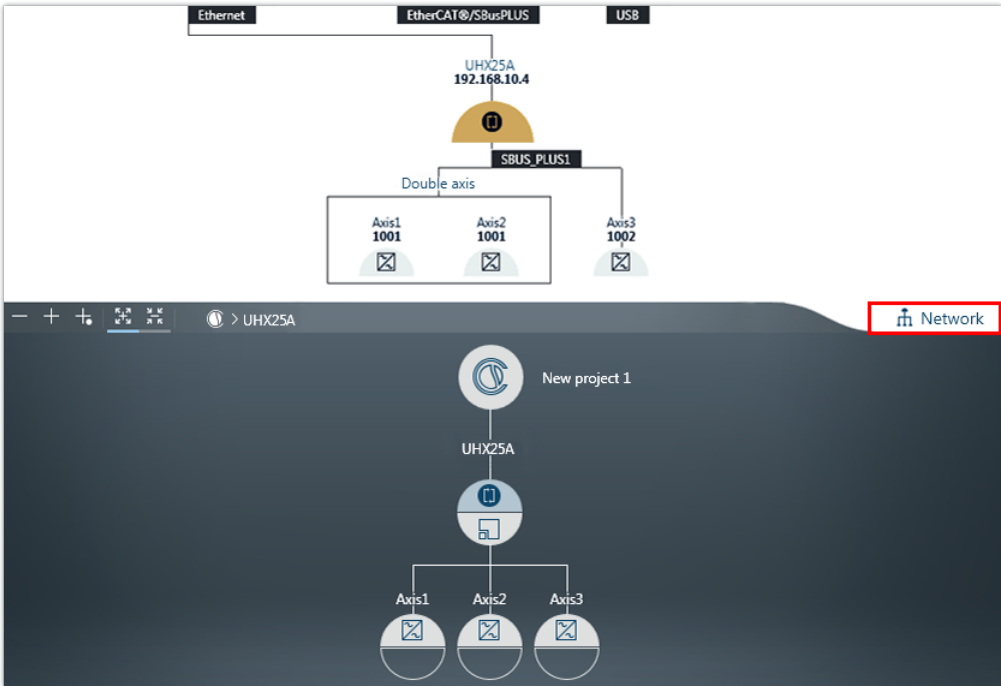 Ethernet
EtherCAT®/SBusPLUS
USB
UHX25A
192.168.10.4
SBUS_PLUS1
Double axis
Axis1
1001
Axis2
1001
Axis3
1002
> UHX25A
Network
New project 1
UHX25A
Axis1
Axis2
Axis3